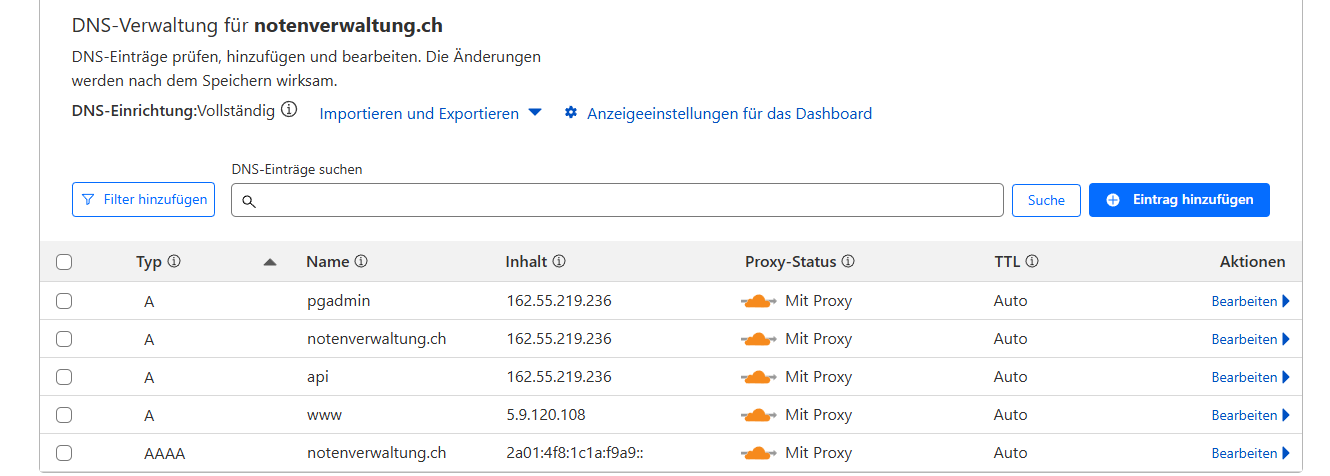 DNS-Verwaltung für notenverwaltung.ch
DNS-Einträge prüfen, hinzufügen und bearbeiten. Die Änderungen
werden nach dem Speichern wirksam.
DNS-Einrichtung:Vollständig Importieren und Exportieren Anzeigeeinstellungen für das Dashboard
DNS-Einträge suchen
Filter hinzufügen Suche Eintrag hinzufügen
Typ Name Inhalt Proxy-Status TTL Aktionen
A pgadmin 162.55.219.236 Mit Proxy Auto Bearbeiten
A notenverwaltung.ch 162.55.219.236 Mit Proxy Auto Bearbeiten
A api 162.55.219.236 Mit Proxy Auto Bearbeiten
A www 5.9.120.108 Mit Proxy Auto Bearbeiten
AAAA notenverwaltung.ch 2a01:4f8:1c1a:f9a9:: Mit Proxy Auto Bearbeiten